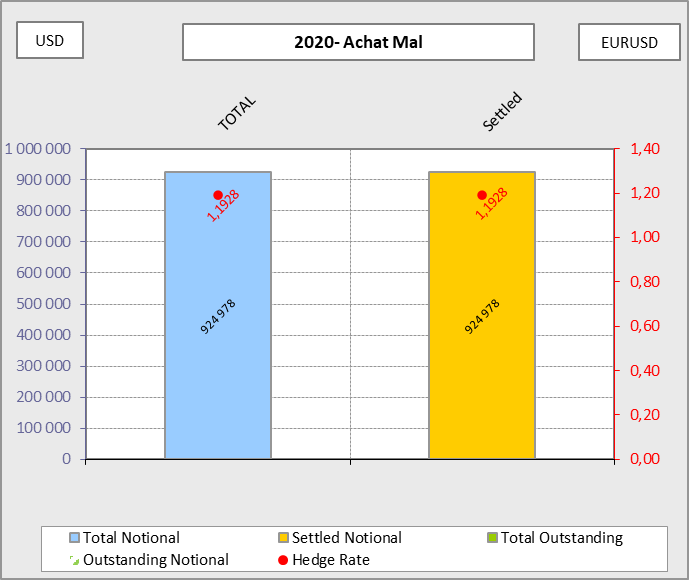 USD
2020- Achat Mal
EURUSD
TOTAL
Settled
1 000 000
900 000
800 000
700 000
600 000
500 000
400 000
300 000
200 000
100 000
0
1,1928
924 978
1,1928
924 978
1,40
1,20
1,00
0,80
0,60
0,40
0,20
0,00
Total Notional
Settled Notional
Total Outstanding
Outstanding Notional
Hedge Rate